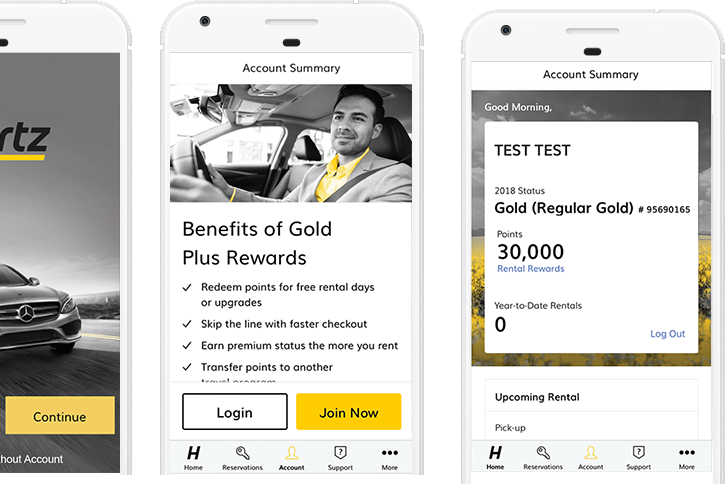 rtz
Continue
hout Account
Account Summary
Benefits of Gold
Plus Rewards
Redeem points for free rental days
or upgrades
Skip the line with faster checkout
Earn premium status the more you rent
Transfer points to another
travel program
Login
Join Now
H
Home
Reservations
Account
?
Support
More
Account Summary
Good Morning,
TEST TEST
2018 Status
Gold (Regular Gold) # 95690165
Points
30,000
Rental Rewards
Year-to-Date Rentals
0
Log Out
Upcoming Rental
Pick-up
H
Home
Reservations
Account
?
Support
More